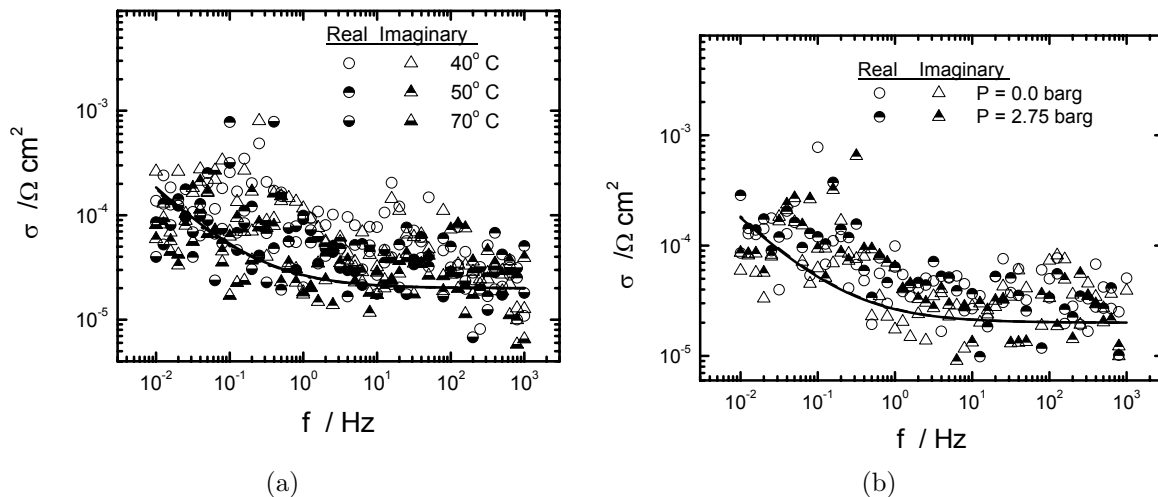 Real Imaginary
40° C
50° C
70° C
10⁻³
10⁻⁴
10⁻⁵
σ /Ω cm²
10⁻² 10⁻¹ 10⁰ 10¹ 10² 10³
f / Hz
(a)
Real Imaginary
P = 0.0 barg
P = 2.75 barg
10⁻³
10⁻⁴
10⁻⁵
σ /Ω cm²
10⁻² 10⁻¹ 10⁰ 10¹ 10² 10³
f / Hz
(b)